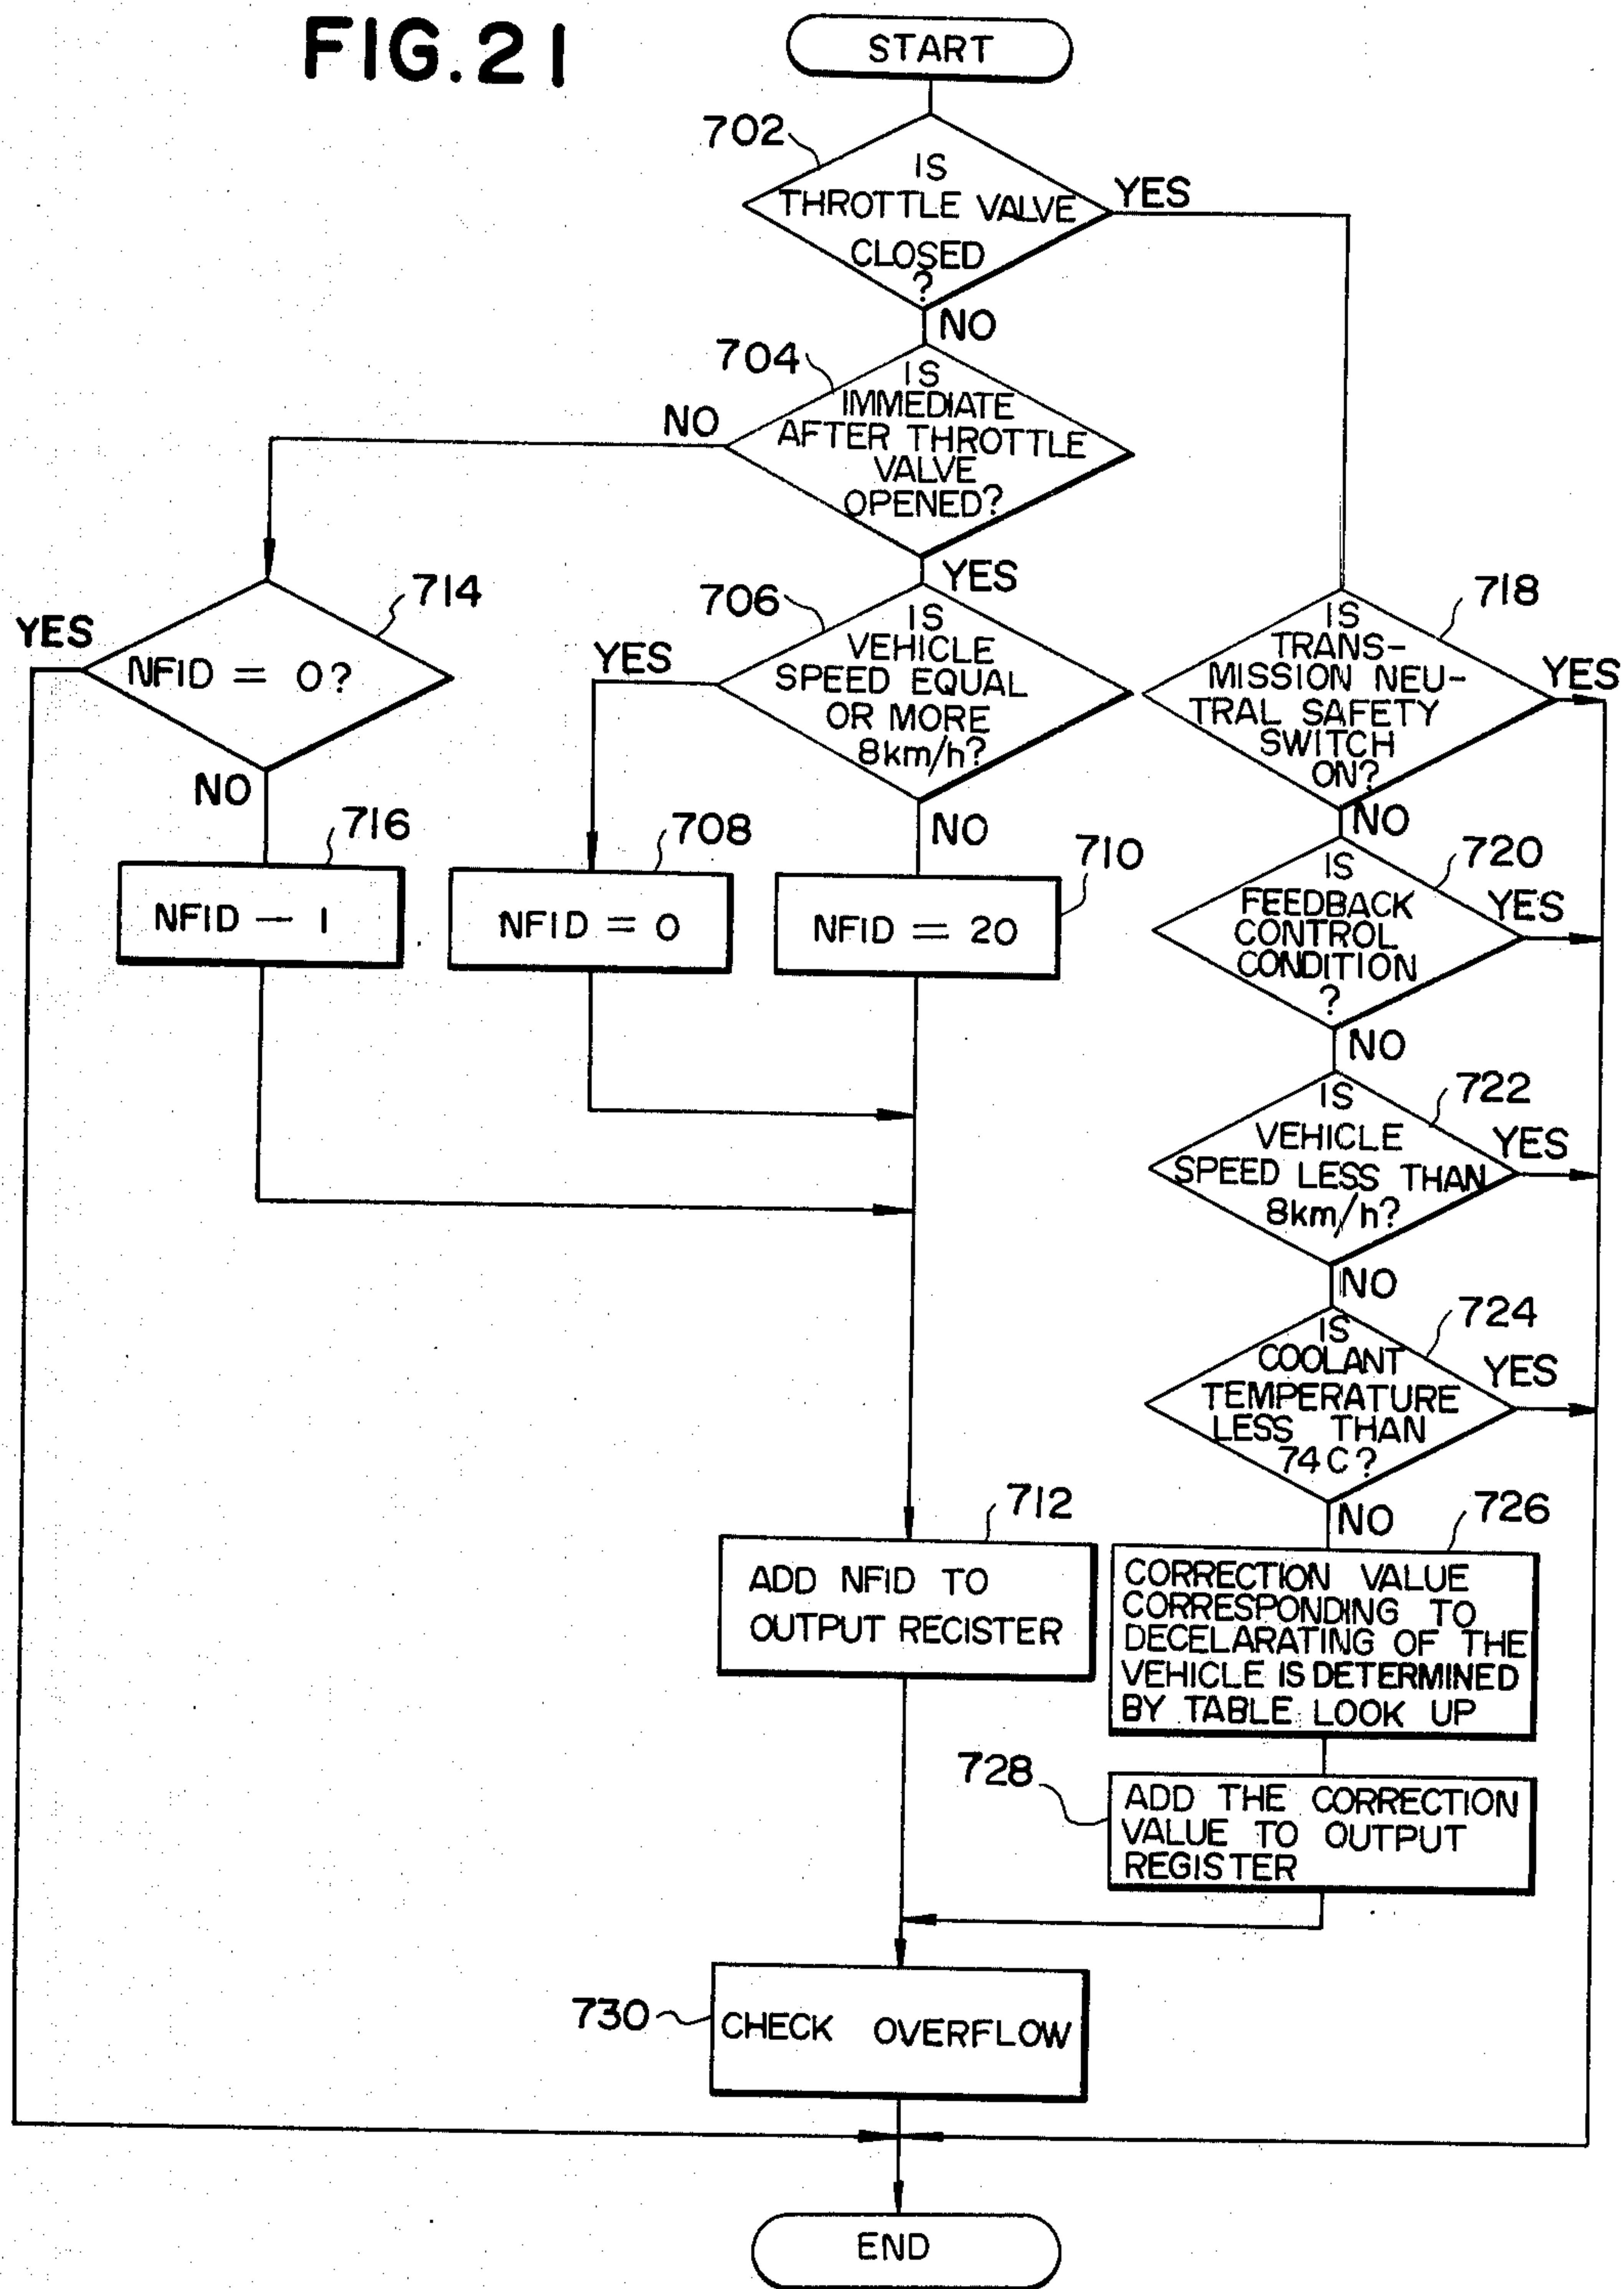 FIG.21
START
702
IS
THROTTLE VALVE
CLOSED
?
YES
NO
704
IS
IMMEDIATE
AFTER THROTTLE
VALVE
OPENED?
NO
YES
714
NFID = 0?
YES
NO
706
IS
VEHICLE
SPEED EQUAL
OR MORE
8km/h?
YES
NO
718
IS
TRANS-
MISSION NEU-
TRAL SAFETY
SWITCH
ON?
YES
NO
716
NFID - 1
708
NFID = 0
710
NFID = 20
720
IS
FEEDBACK
CONTROL
CONDITION
?
YES
NO
722
IS
VEHICLE
SPEED LESS THAN
8km/h?
YES
NO
724
IS
COOLANT
TEMPERATURE
LESS THAN
74C?
YES
NO
712
ADD NFID TO
OUTPUT RECISTER
726
CORRECTION VALUE
CORRESPONDING TO
DECELARATING OF THE
VEHICLE IS DETERMINED
BY TABLE LOOK UP
728
ADD THE CORRECTION
VALUE TO OUTPUT
REGISTER
730
CHECK OVERFLOW
END